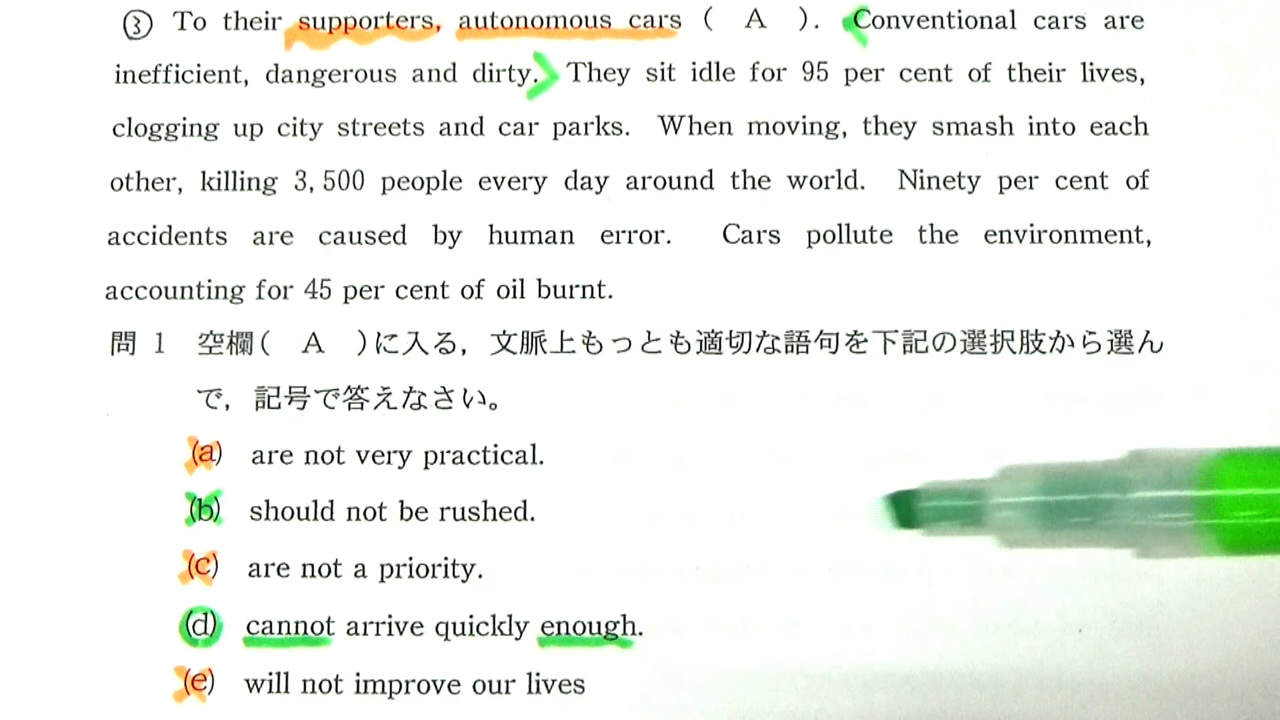 ③ To their supporters, autonomous cars ( A ). Conventional cars are
inefficient, dangerous and dirty. They sit idle for 95 per cent of their lives,
clogging up city streets and car parks. When moving, they smash into each
other, killing 3,500 people every day around the world. Ninety per cent of
accidents are caused by human error. Cars pollute the environment,
accounting for 45 per cent of oil burnt.
問 1 空欄( A )に入る，文脈上もっとも適切な語句を下記の選択肢から選ん
で，記号で答えなさい。
(a) are not very practical.
(b) should not be rushed.
(c) are not a priority.
(d) cannot arrive quickly enough.
(e) will not improve our lives